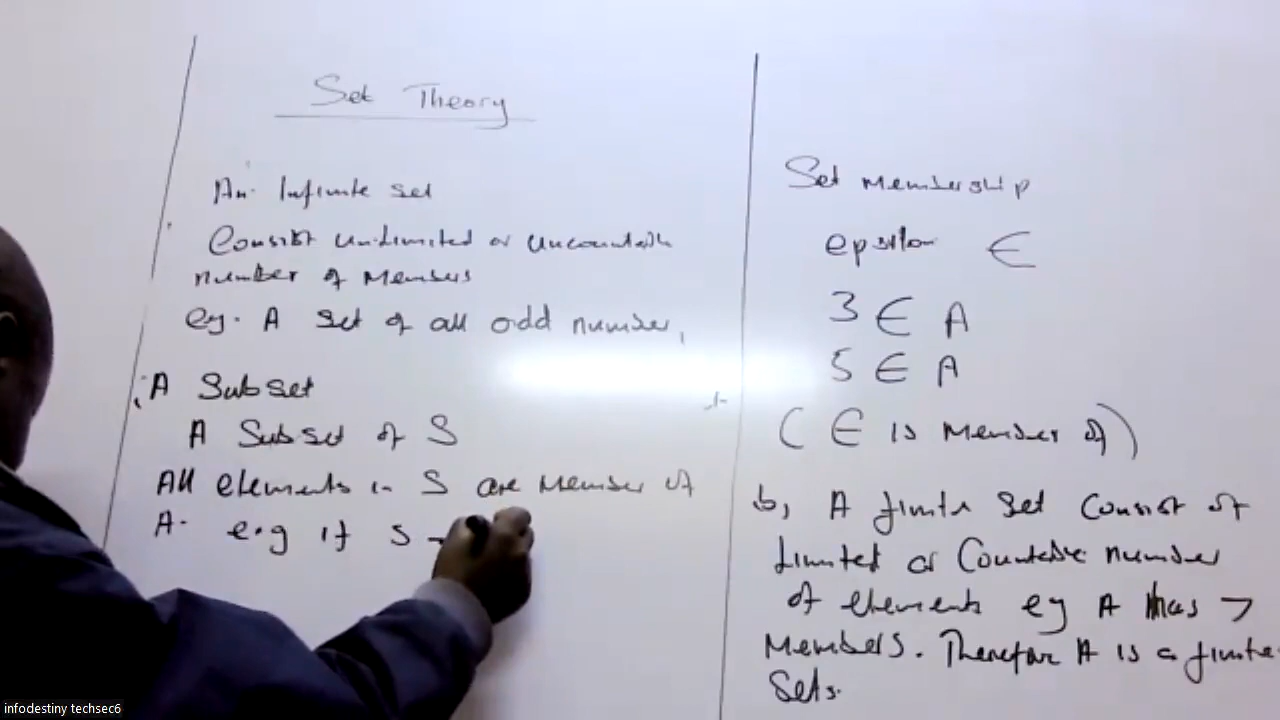 Set Theory
An Infinite set
Consist Unlimited or Uncountable
number of Members
eg. A set of all odd number,
A Subset
A Subset of S
All elements in S are Member of
A. e.g if S
Set membership
epsilon ∈
3 ∈ A
5 ∈ A
( ∈ is Member of )
b, A finite set Consist of
limited or Countable number
of elements eg A has 7
Members. Therefore A is a finite
Sets.
infodestiny techsec6